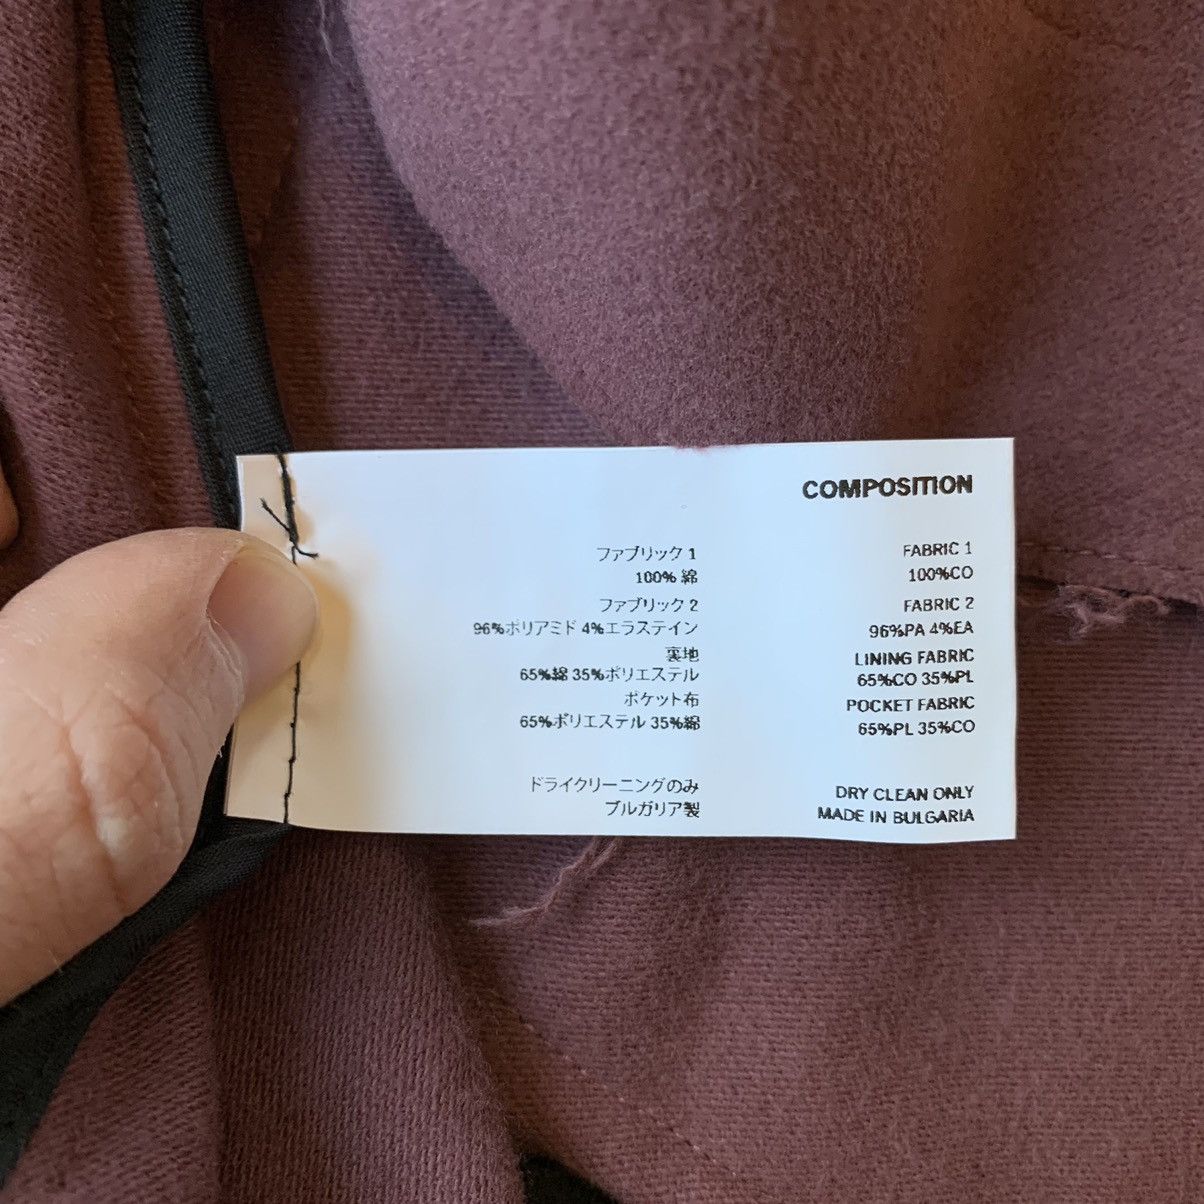 COMPOSITION
ファブリック 1
100% 綿
ファブリック 2
96%ポリアミド 4%エラステイン
裏地
65%綿 35%ポリエステル
ポケット布
65%ポリエステル 35%綿
ドライクリーニングのみ
ブルガリア製
FABRIC 1
100%CO
FABRIC 2
96%PA 4%EA
LINING FABRIC
65%CO 35%PL
POCKET FABRIC
65%PL 35%CO
DRY CLEAN ONLY
MADE IN BULGARIA